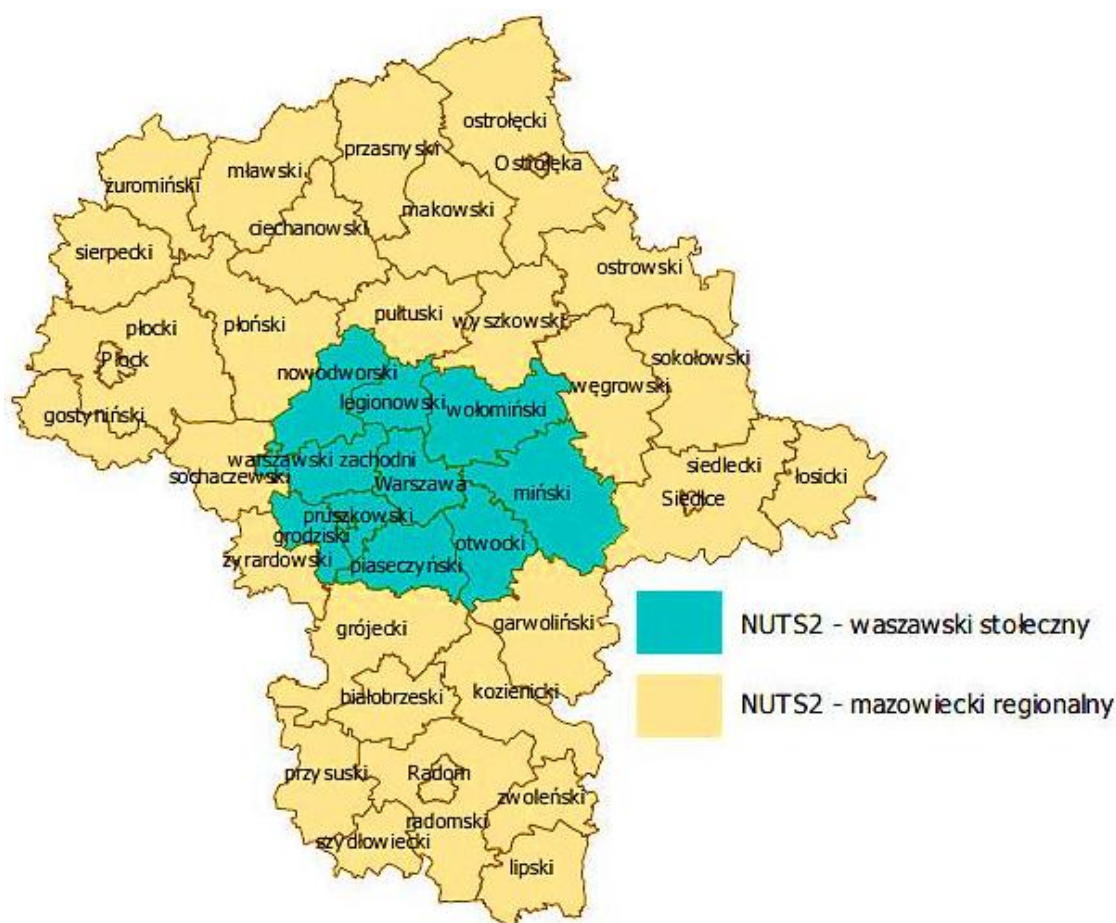 ostrołęcki
przasnyski
Ostrołęka
mławski
żuromiński
makowski
ciechanowski
sierpecki
ostrowski
pułtuski
wyszkowski
płoński
płocki
Płock
sokołowski
nowodworski
węgrowski
legionowski
wołomiński
gostyniński
warszawski zachodni
siedlecki
sochaczewski
łosicki
Warszawa
miński
Siedlce
pruszkowski
grodziski
otwocki
żyrardowski
piaseczyński
garwoliński
grójecki
NUTS2 - waszawski stołeczny
kozienicki
białobrzeski
NUTS2 - mazowiecki regionalny
przysuski
Radom
zwoleński
radomski
szydłowiecki
lipski